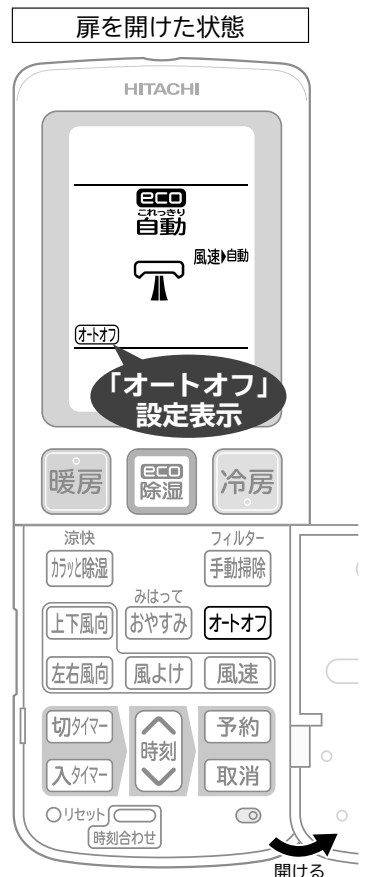 扉を開けた状態
HITACHI
eco
これっきり
自動
風速▶自動
オートオフ
「オートオフ」
設定表示
暖房
eco
除湿
冷房
涼快
カラッと除湿
フィルター
手動掃除
みはって
おやすみ
上下風向
オートオフ
左右風向
風よけ
風速
切タイマー
時刻
予約
入タイマー
取消
リセット
時刻合わせ
開ける